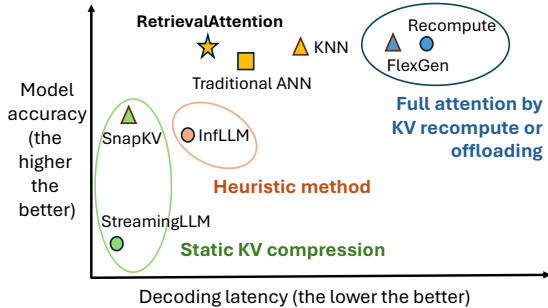 RetrievalAttention
Recompute
KNN
FlexGen
Traditional ANN
Model
accuracy
(the
higher
the
better)
Full attention by
KV recompute or
offloading
SnapKV
InfLLM
Heuristic method
StreamingLLM
Static KV compression
Decoding latency (the lower the better)